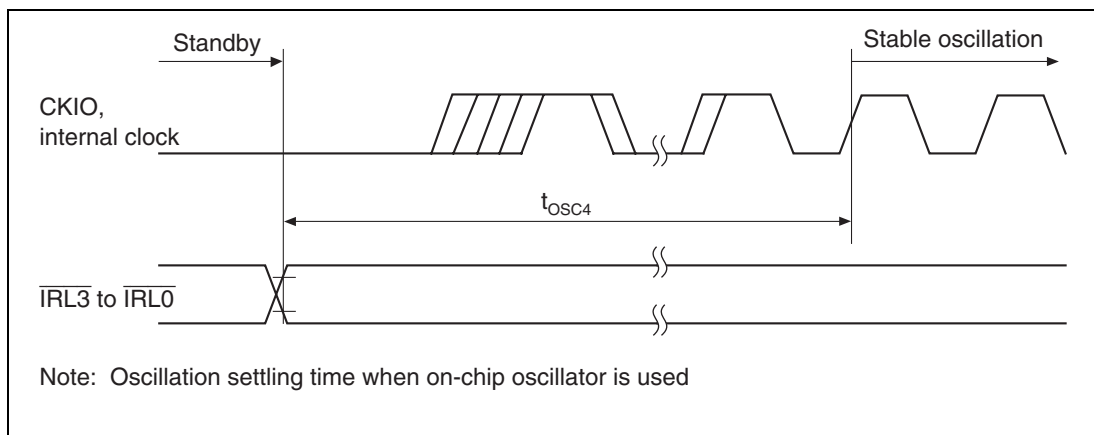 Standby
Stable oscillation
CKIO,
internal clock
tOSC4
IRL3 to IRL0
Note: Oscillation settling time when on-chip oscillator is used